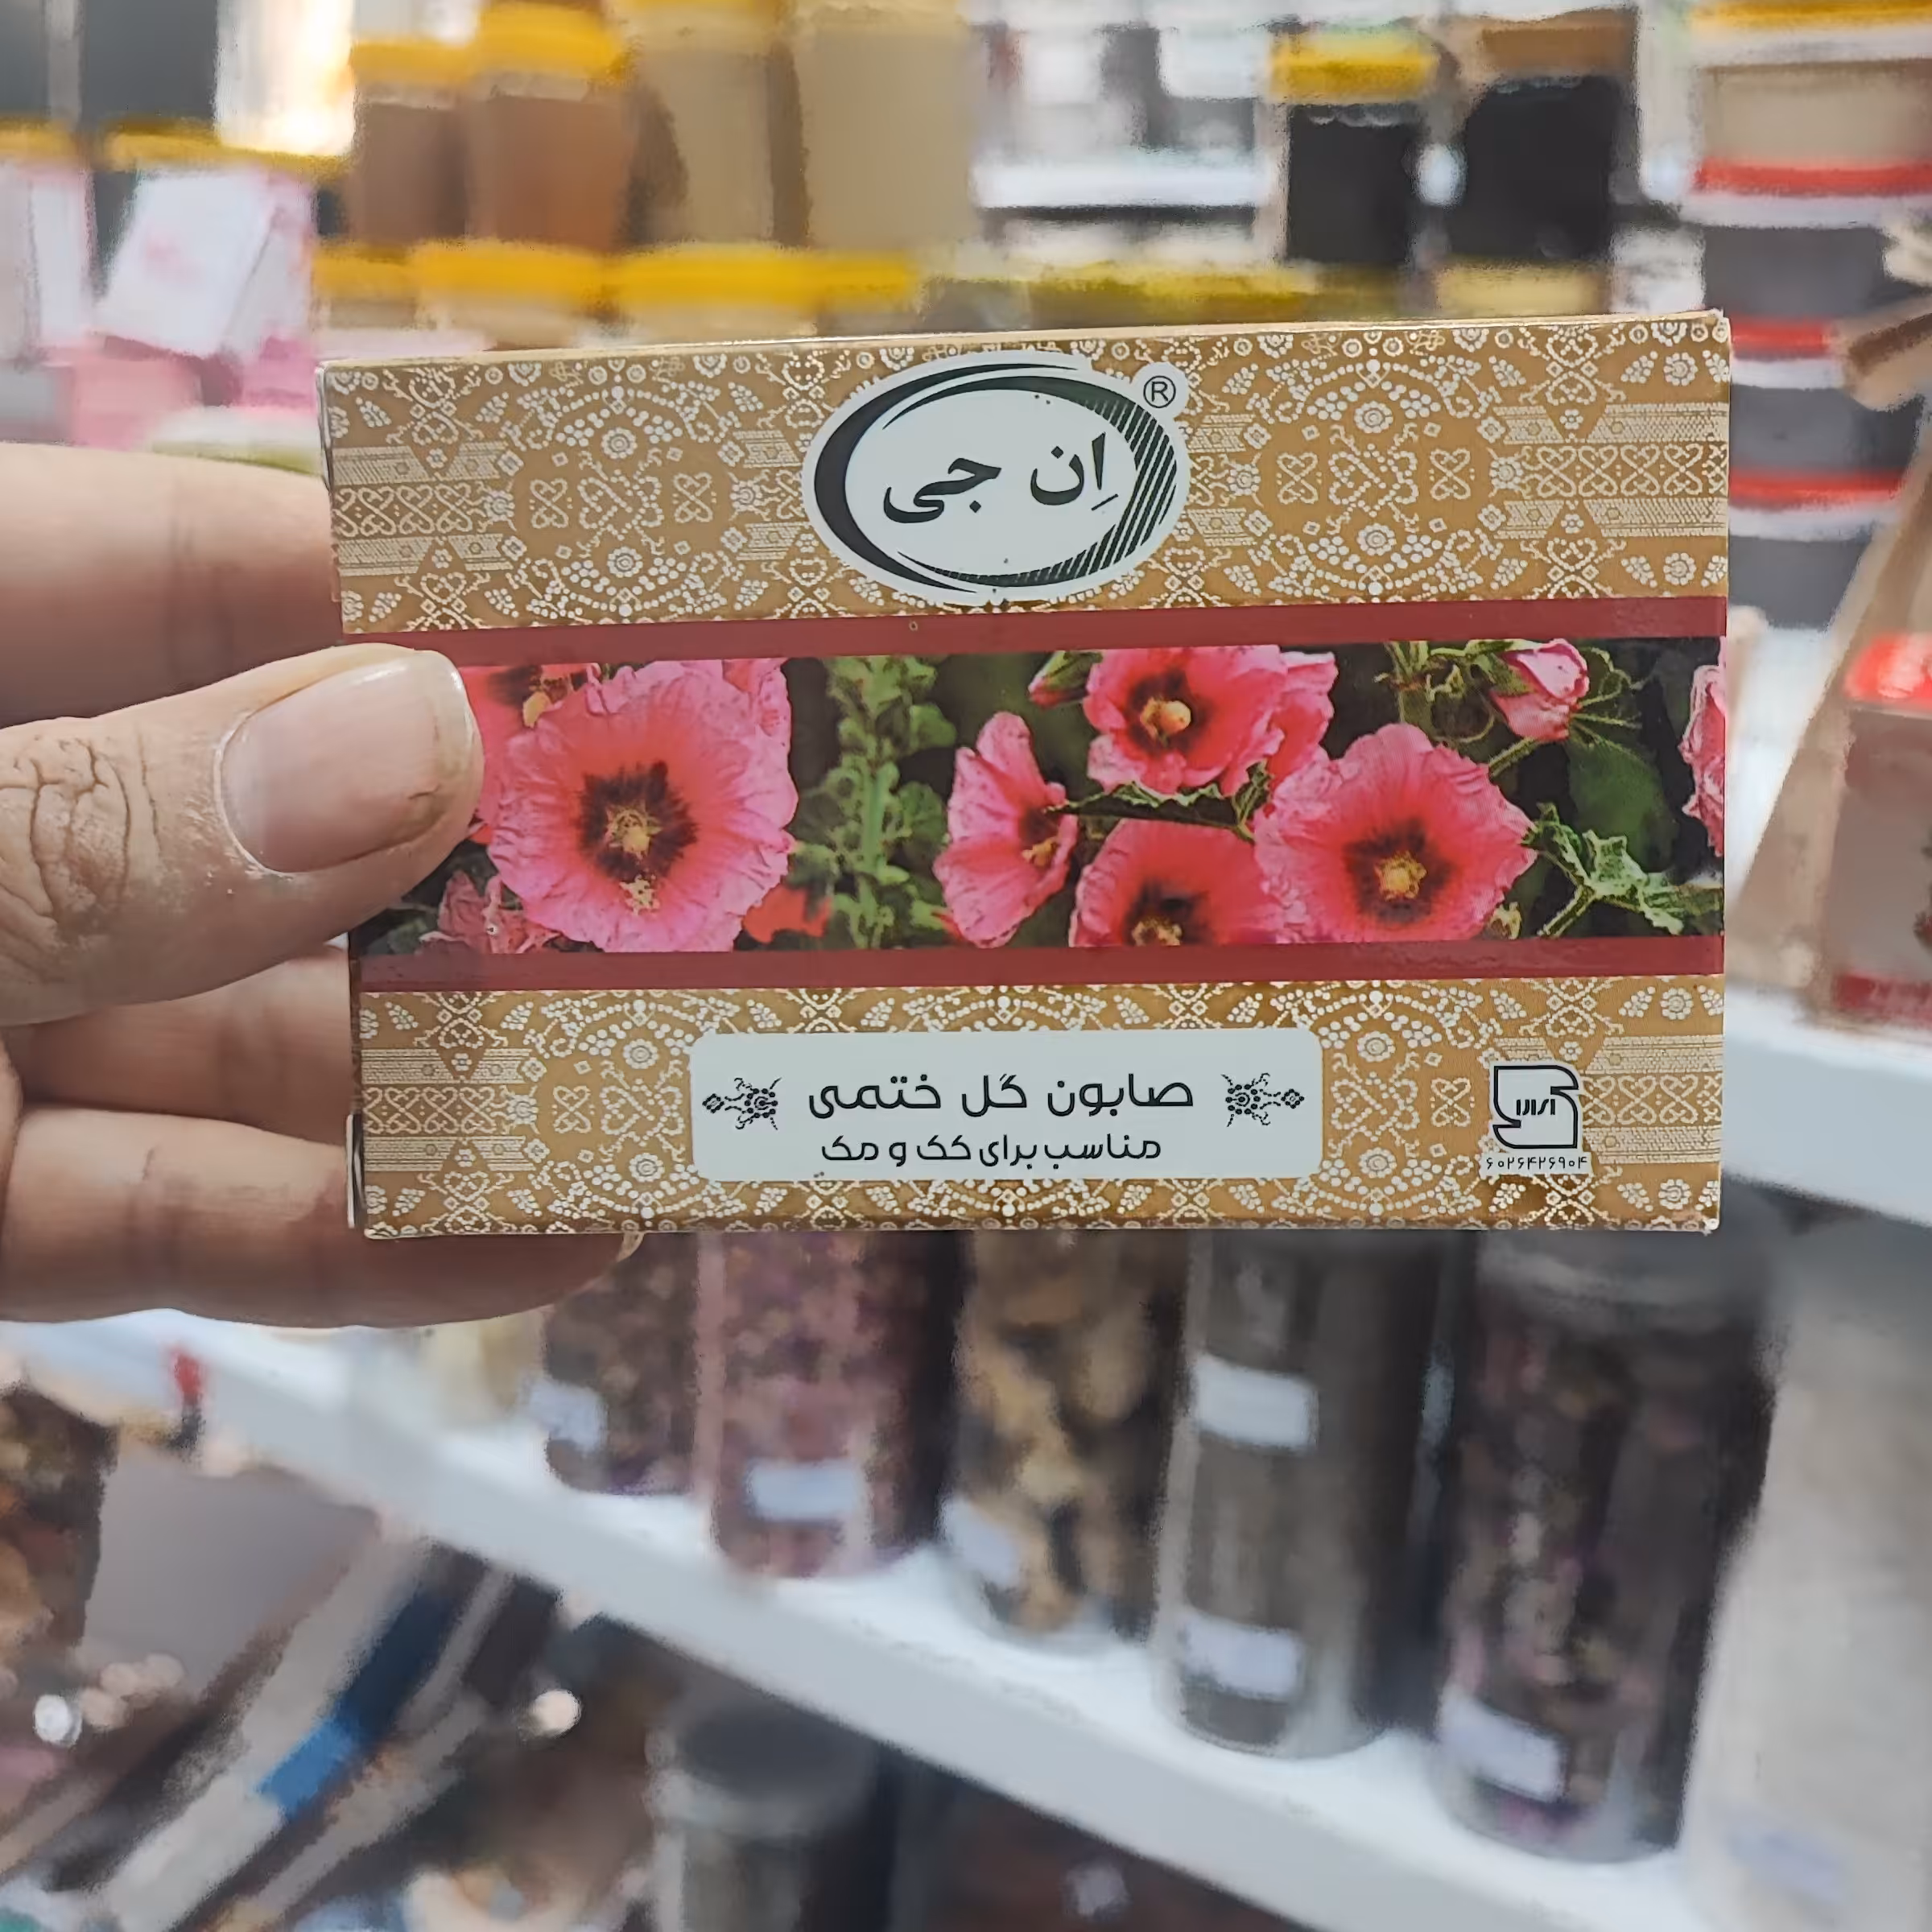 اِن جی
®
صابون گل ختمی
مناسب برای کک و مک
۶۰۲۶۴۲۶۹۰۴